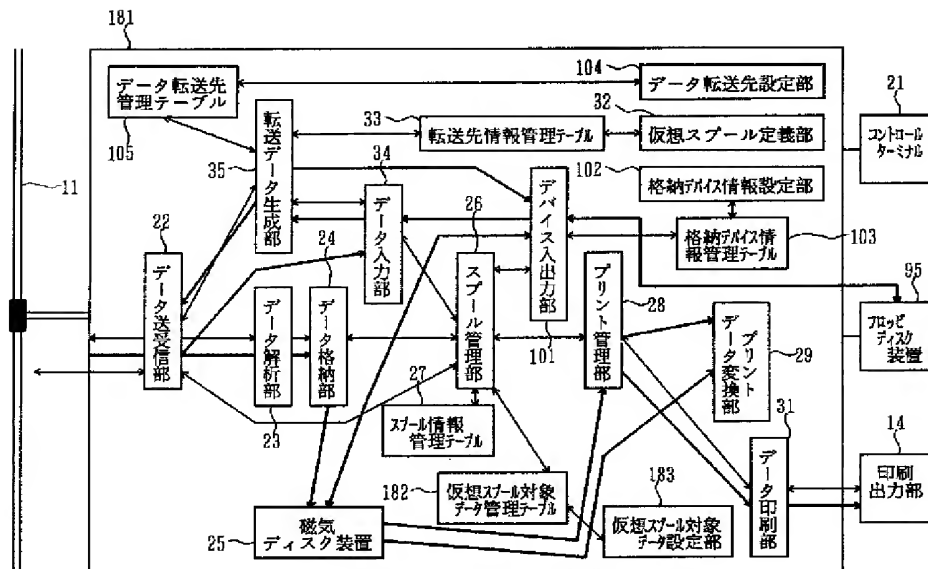 181
データ転送先
管理テーブル
104
データ転送先設定部
105
転送データ生成部
35
33
転送先情報管理テーブル
32
仮想スプール定義部
21
コントロール
ターミナル
11
34
データ入力部
26
スプール管理部
デバイス入出力部
101
102
格納デバイス情報設定部
格納デバイス情
報管理テーブル
103
22
データ送受信部
24
データ解析部
23
データ格納部
プリント管理部
28
プリント
データ変換部
29
95
フロッピ
ディスク
装置
27
スプール情報
管理テーブル
31
データ印刷部
14
印刷
出力部
182
仮想スプール対象
データ管理テーブル
183
仮想スプール対象
データ設定部
25
磁気
ディスク装置